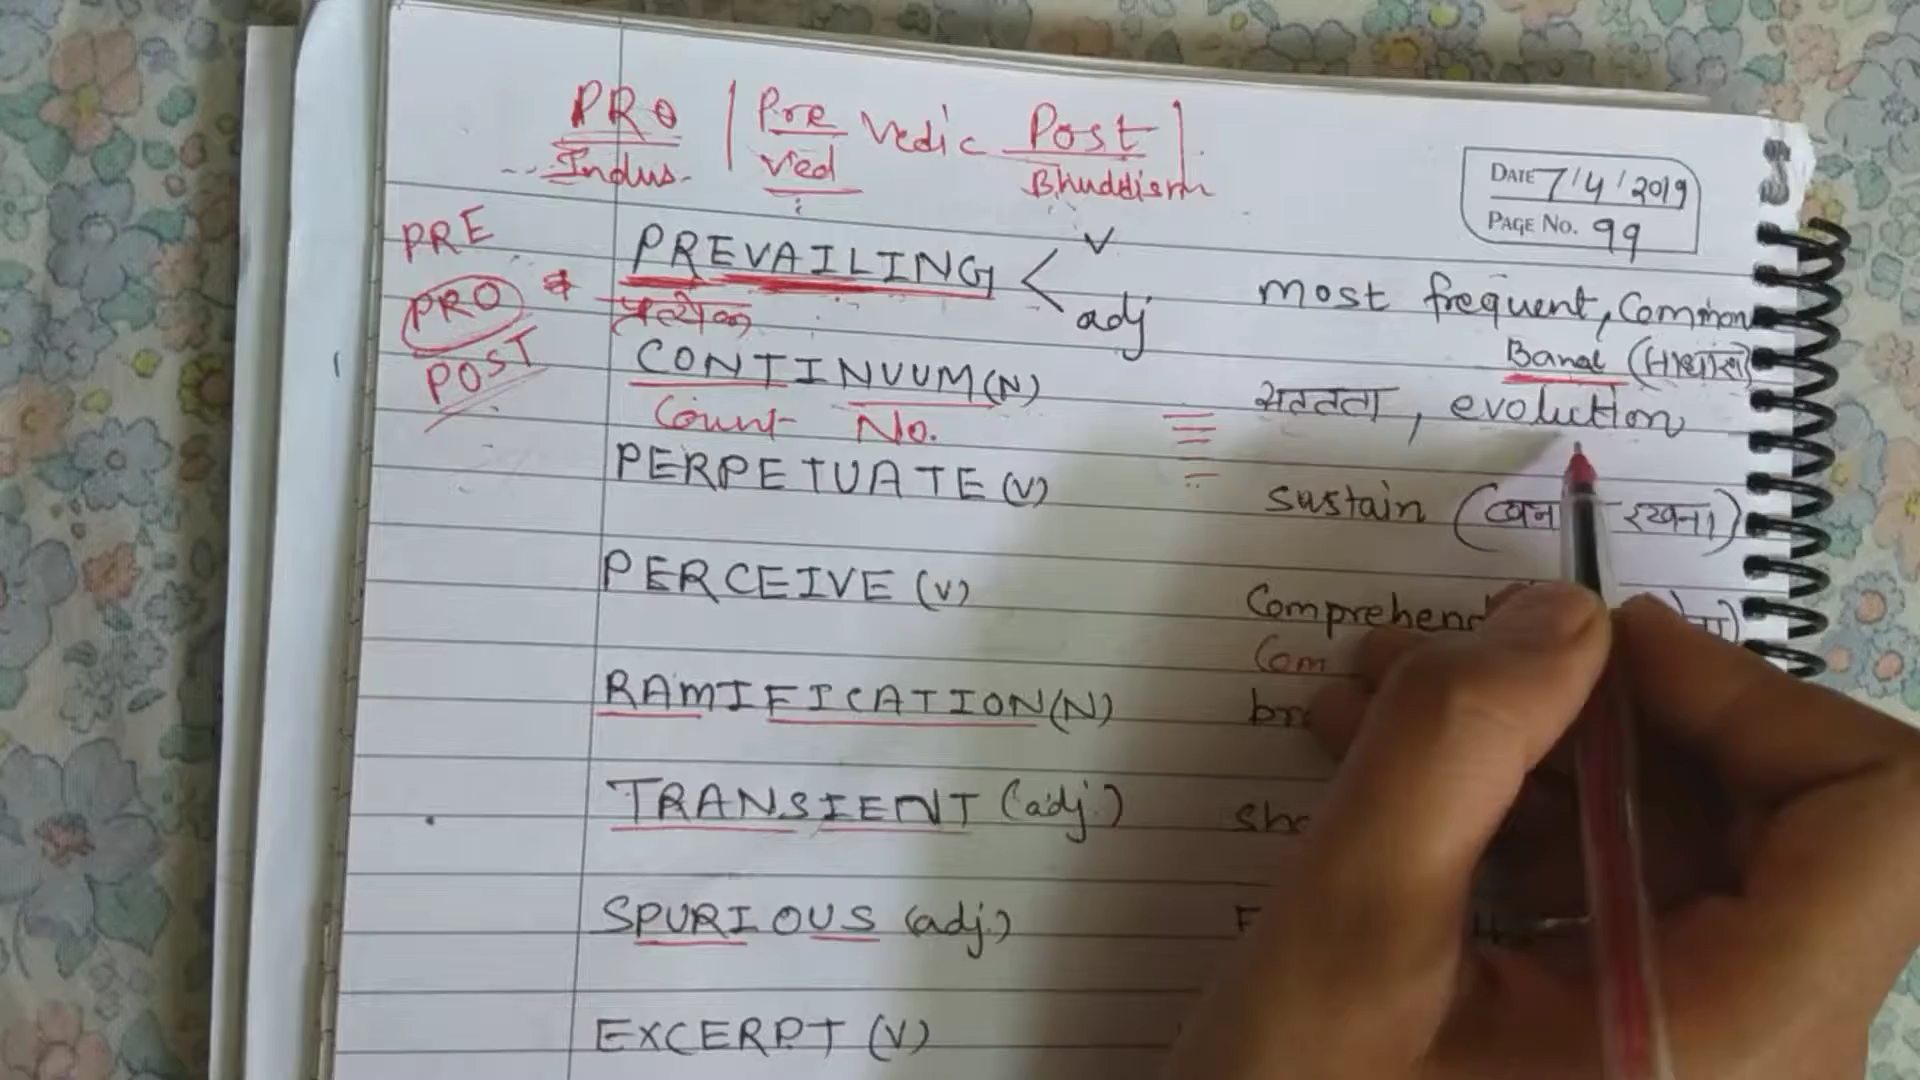 PRO | Pre Vedic Post |
Indus Ved Bhuddism
DATE 7/4/2019
PAGE No. 99
PRE
PRO
POST
PREVAILING < V adj most frequent, Common
Banal
CONTINUUM (N) सततता, evolution
Count No.
PERPETUATE (V) sustain रखना)
PERCEIVE (V) Comprehend
Com
RAMIFICATION (N)
TRANSIENT (adj.)
SPURIOUS (adj.)
EXCERPT (V)